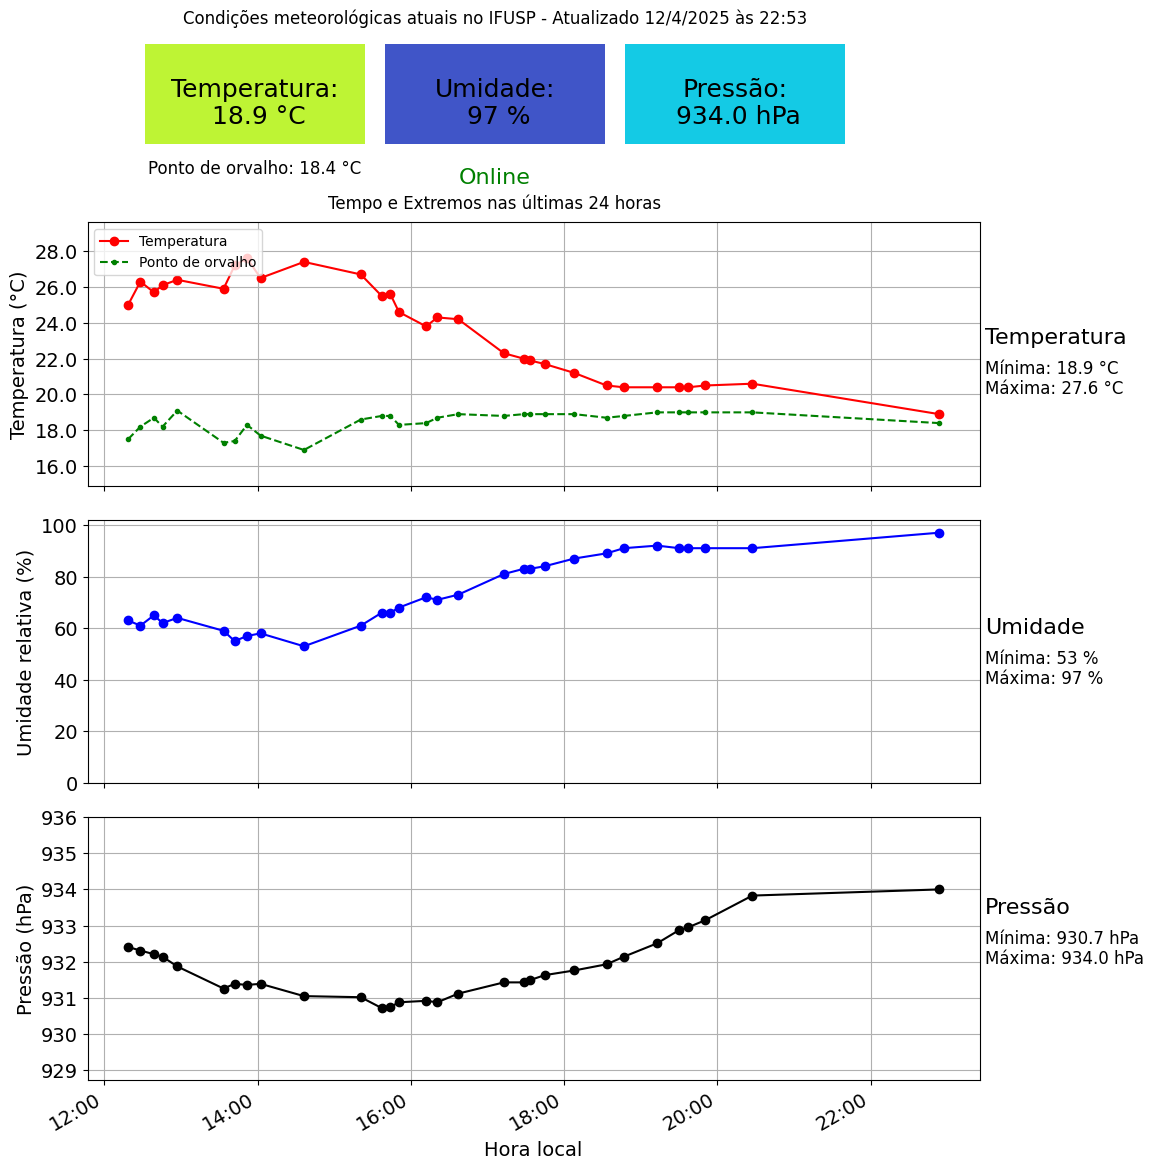 Condições meteorológicas atuais no IFUSP - Atualizado 12/4/2025 às 22:53
Temperatura:
18.9 °C
Umidade:
97 %
Pressão:
934.0 hPa
Ponto de orvalho: 18.4 °C
Online
Tempo e Extremos nas últimas 24 horas
Temperatura
Ponto de orvalho
Temperatura (°C)
28.0
26.0
24.0
22.0
20.0
18.0
16.0
Temperatura
Mínima: 18.9 °C
Máxima: 27.6 °C
Umidade relativa (%)
100
80
60
40
20
0
Umidade
Mínima: 53 %
Máxima: 97 %
Pressão (hPa)
936
935
934
933
932
931
930
929
Pressão
Mínima: 930.7 hPa
Máxima: 934.0 hPa
12:00
14:00
16:00
18:00
20:00
22:00
Hora local